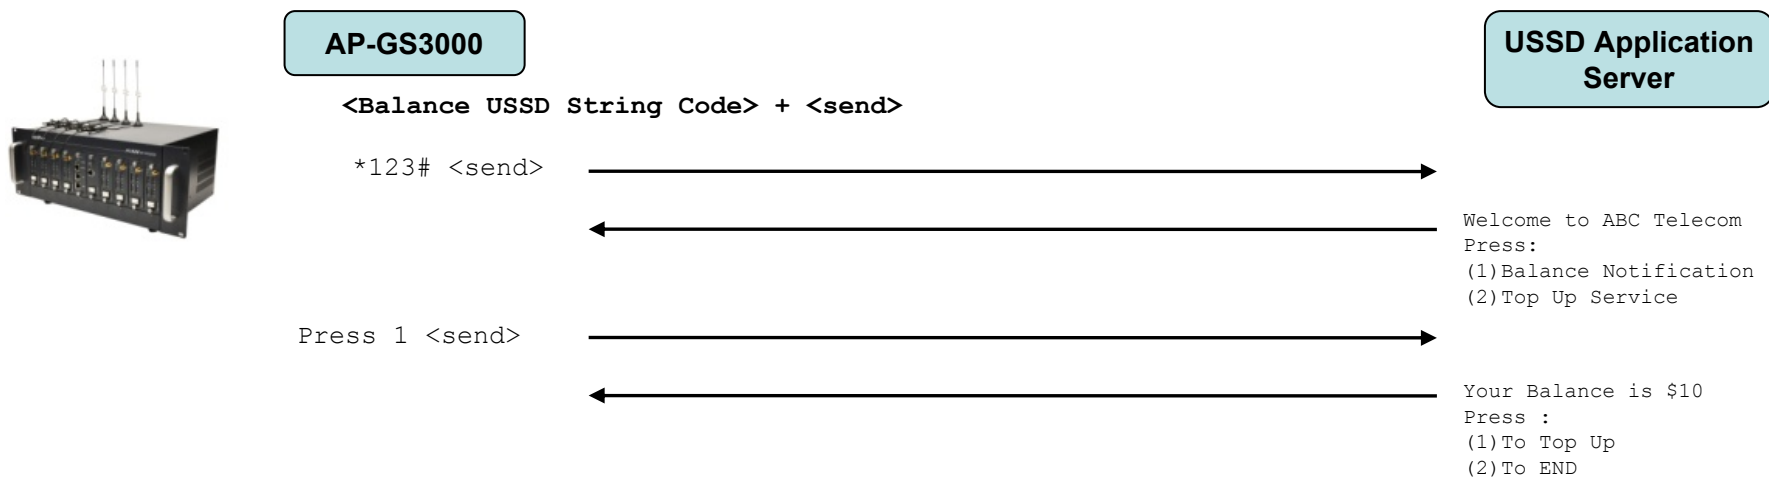 AP-GS3000
USSD Application
Server
<Balance USSD String Code> + <send>
*123# <send>
Welcome to ABC Telecom
Press:
(1)Balance Notification
(2)Top Up Service
Press 1 <send>
Your Balance is $10
Press :
(1)To Top Up
(2)To END